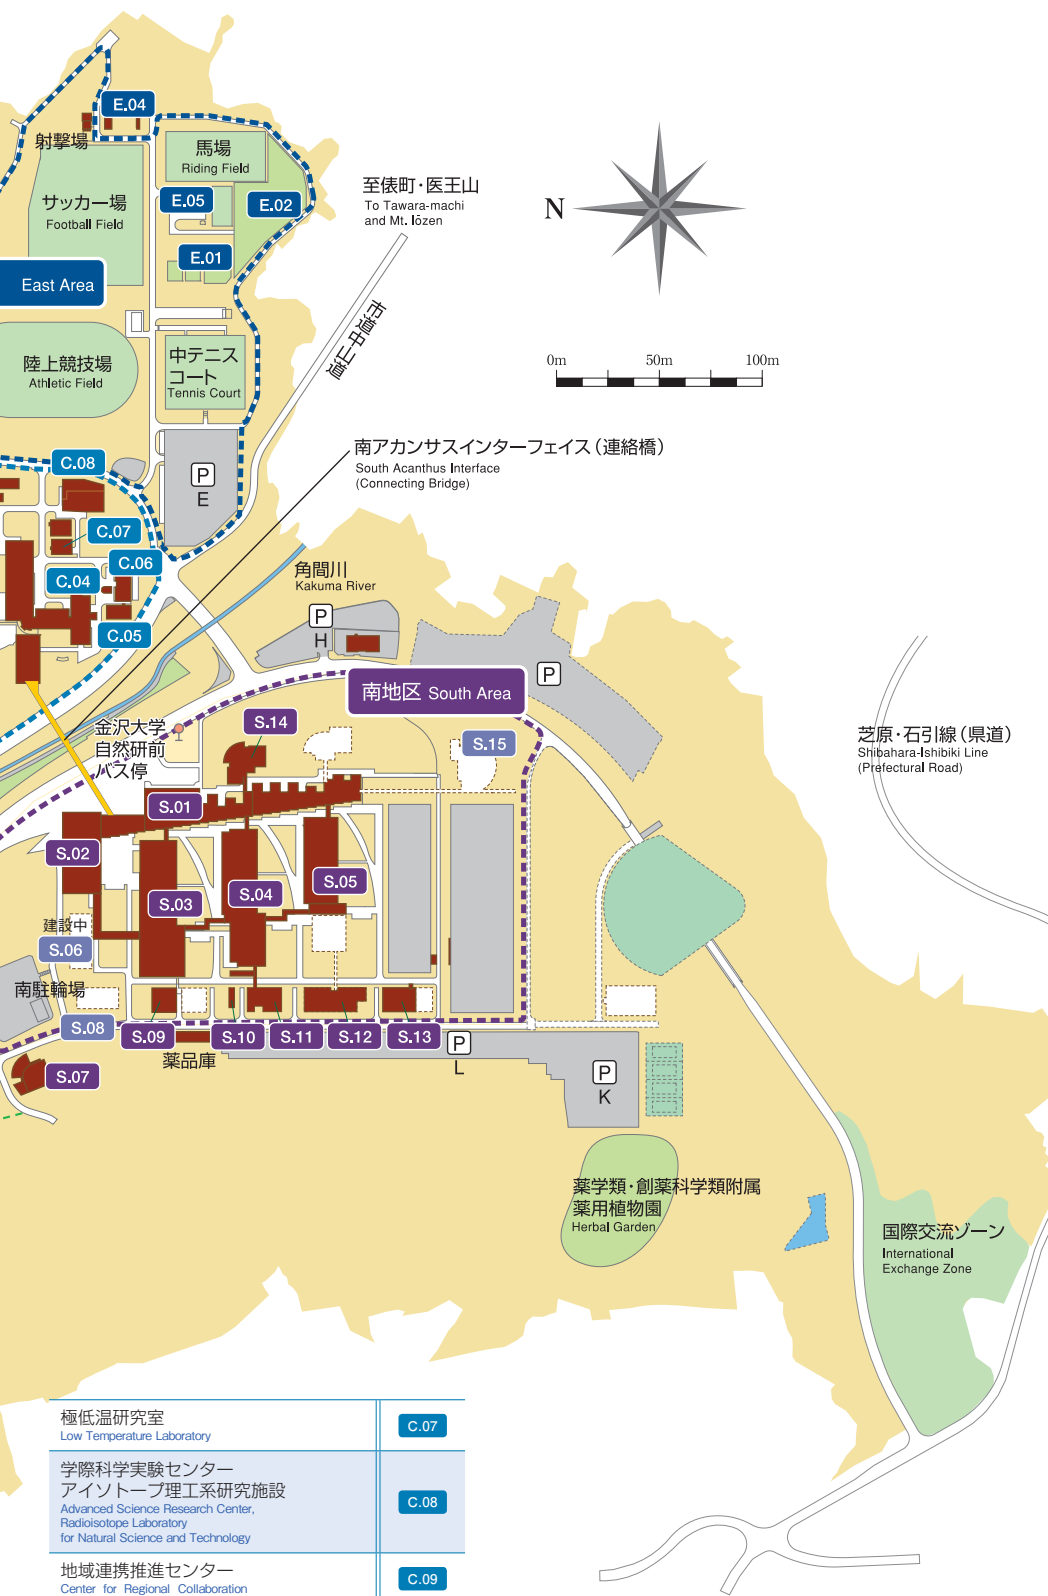 E.04
射撃場
馬場
Riding Field
サッカー場
Football Field
E.05
E.02
E.01
East Area
至俵町・医王山
To Tawara-machi
and Mt. Iōzen
N
市道中山道
0m 50m 100m
陸上競技場
Athletic Field
中テニス
コート
Tennis Court
南アカンサスインターフェイス（連絡橋）
South Acanthus Interface
(Connecting Bridge)
C.08
P
E
C.07
C.06
C.04
C.05
角間川
Kakuma River
P
H
P
南地区 South Area
金沢大学
自然研前
バス停
S.14
S.15
芝原・石引線（県道）
Shibahara-Ishibiki Line
(Prefectural Road)
S.01
S.02
S.03
S.04
S.05
建設中
S.06
南駐輪場
S.08
S.09
S.10
S.11
S.12
S.13
薬品庫
P
L
P
K
S.07
薬学類・創薬科学類附属
薬用植物園
Herbal Garden
国際交流ゾーン
International
Exchange Zone
極低温研究室
Low Temperature Laboratory
C.07
学際科学実験センター
アイソトープ理工系研究施設
Advanced Science Research Center,
Radioisotope Laboratory
for Natural Science and Technology
C.08
地域連携推進センター
Center for Regional Collaboration
C.09